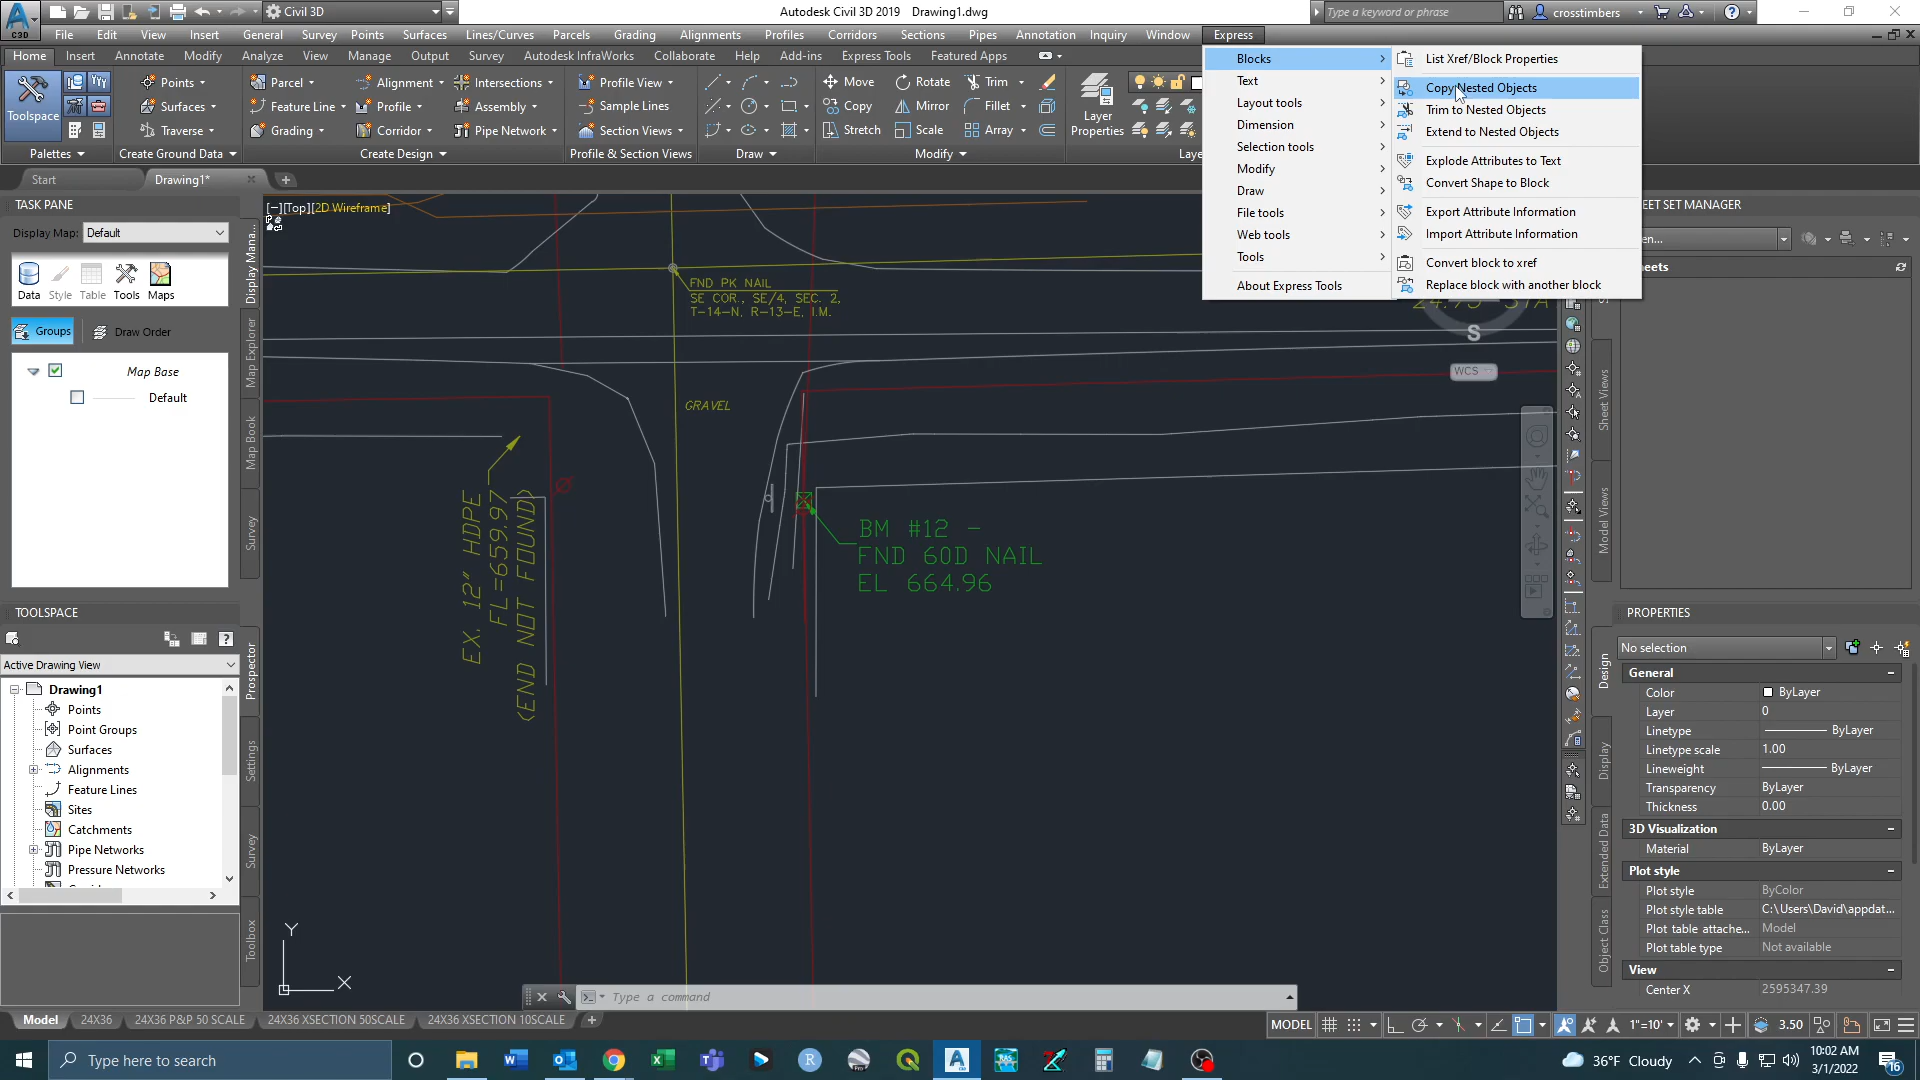 C3D
Civil 3D
Autodesk Civil 3D 2019 Drawing1.dwg
Type a keyword or phrase
crosstimbers
File Edit View Insert General Survey Points Surfaces Lines/Curves Parcels Grading Alignments Profiles Corridors Sections Pipes Annotation Inquiry Window Express
Home Insert Annotate Modify Analyze View Manage Output Survey Autodesk InfraWorks Collaborate Help Add-ins Express Tools Featured Apps
Toolspace
Points
Surfaces
Traverse
Parcel
Feature Line
Grading
Alignment
Profile
Corridor
Intersections
Assembly
Pipe Network
Profile View
Sample Lines
Section Views
Move
Copy
Stretch
Rotate
Mirror
Scale
Trim
Fillet
Array
Layer
Properties
Palettes
Create Ground Data
Create Design
Profile & Section Views
Draw
Modify
Laye
Blocks
Text
Layout tools
Dimension
Selection tools
Modify
Draw
File tools
Web tools
Tools
About Express Tools
List Xref/Block Properties
Copy Nested Objects
Trim to Nested Objects
Extend to Nested Objects
Explode Attributes to Text
Convert Shape to Block
Export Attribute Information
Import Attribute Information
Convert block to xref
Replace block with another block
Start
Drawing1*
TASK PANE
Display Map:
Default
Data
Style
Table
Tools
Maps
Groups
Draw Order
Map Base
Default
Display Mana...
Map Explorer
Map Book
Survey
TOOLSPACE
Active Drawing View
Drawing1
Points
Point Groups
Surfaces
Alignments
Feature Lines
Sites
Catchments
Pipe Networks
Pressure Networks
Prospector
Settings
Survey
Toolbox
[−][Top][2D Wireframe]
FND PK NAIL
SE COR., SE/4, SEC. 2,
T-14-N, R-13-E, I.M.
GRAVEL
EX. 12" HDPE
FL=659.97
(END NOT FOUND)
BM #12 -
FND 60D NAIL
EL 664.96
S
WCS
Y
X
Type a command
SHEET SET MANAGER
en...
heets
Sheet Views
Model Views
PROPERTIES
No selection
General
Color ByLayer
Layer 0
Linetype ByLayer
Linetype scale 1.00
Lineweight ByLayer
Transparency ByLayer
Thickness 0.00
3D Visualization
Material ByLayer
Plot style
Plot style ByColor
Plot style table C:\Users\David\appdat...
Plot table attache... Model
Plot table type Not available
View
Center X 2595347.39
Design
Display
Extended Data
Object Class
Model 24X36 24X36 P&P 50 SCALE 24X36 XSECTION 50SCALE 24X36 XSECTION 10SCALE
MODEL
1"=10'
3.50
Type here to search
36°F Cloudy
10:02 AM
3/1/2022
16